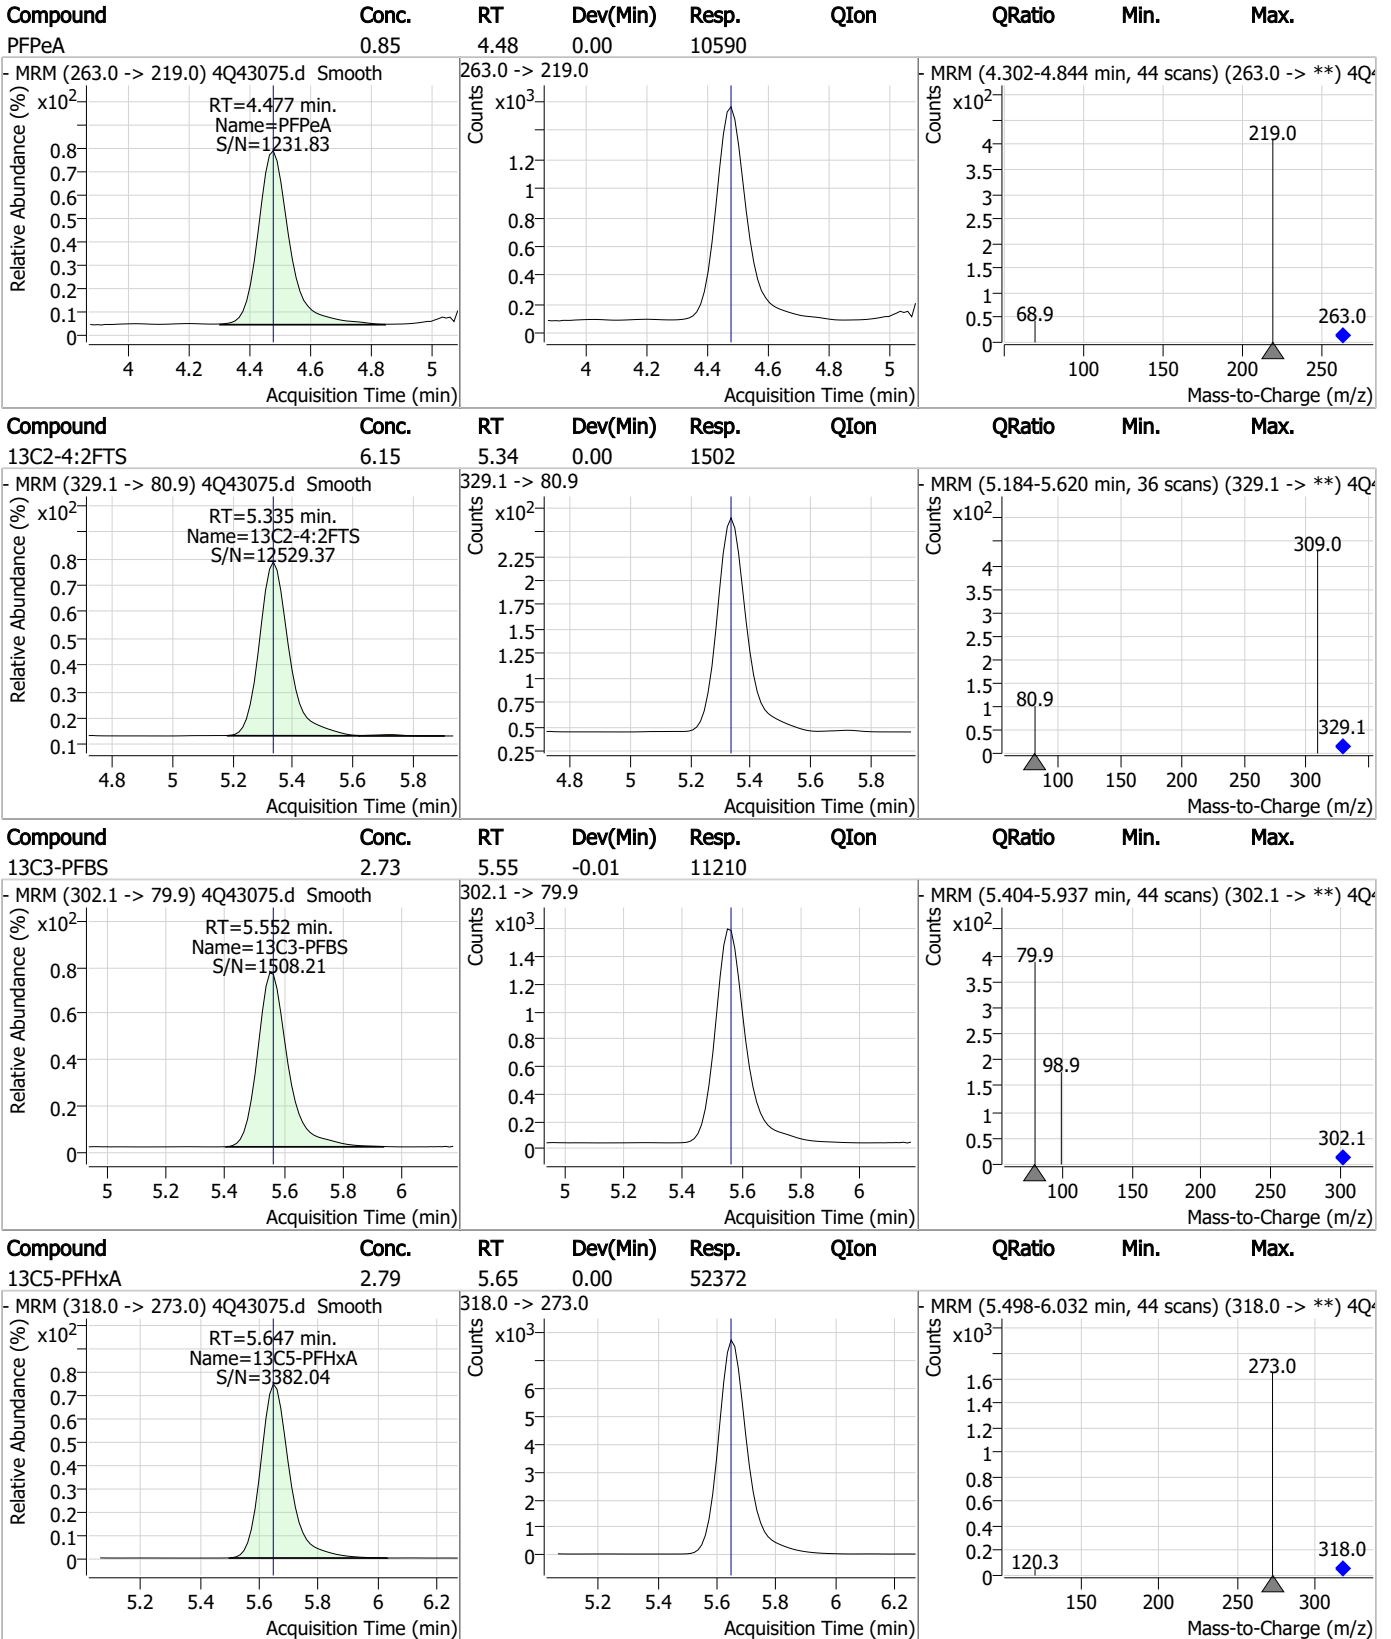 Compound Conc. RT Dev(Min) Resp. QIon QRatio Min. Max.
PFPeA 0.85 4.48 0.00 10590
- MRM (263.0 -> 219.0) 4Q43075.d Smooth
Relative Abundance (%)
x10²
RT=4.477 min.
Name=PFPeA
S/N=1231.83
0.8
0.7
0.6
0.5
0.4
0.3
0.2
0.1
0
4 4.2 4.4 4.6 4.8 5
Acquisition Time (min)
263.0 -> 219.0
Counts
x10³
1.2
1
0.8
0.6
0.4
0.2
0
4 4.2 4.4 4.6 4.8 5
Acquisition Time (min)
- MRM (4.302-4.844 min, 44 scans) (263.0 -> **) 4Q4
Counts
x10²
4
3.5
3
2.5
2
1.5
1
0.5
0
219.0
68.9
263.0
100 150 200 250
Mass-to-Charge (m/z)
Compound Conc. RT Dev(Min) Resp. QIon QRatio Min. Max.
13C2-4:2FTS 6.15 5.34 0.00 1502
- MRM (329.1 -> 80.9) 4Q43075.d Smooth
Relative Abundance (%)
x10²
RT=5.335 min.
Name=13C2-4:2FTS
S/N=12529.37
0.8
0.7
0.6
0.5
0.4
0.3
0.2
0.1
4.8 5 5.2 5.4 5.6 5.8
Acquisition Time (min)
329.1 -> 80.9
Counts
x10²
2.25
2
1.75
1.5
1.25
1
0.75
0.5
0.25
4.8 5 5.2 5.4 5.6 5.8
Acquisition Time (min)
- MRM (5.184-5.620 min, 36 scans) (329.1 -> **) 4Q4
Counts
x10²
4
3.5
3
2.5
2
1.5
1
0.5
0
309.0
80.9
329.1
100 150 200 250 300
Mass-to-Charge (m/z)
Compound Conc. RT Dev(Min) Resp. QIon QRatio Min. Max.
13C3-PFBS 2.73 5.55 -0.01 11210
- MRM (302.1 -> 79.9) 4Q43075.d Smooth
Relative Abundance (%)
x10²
RT=5.552 min.
Name=13C3-PFBS
S/N=1508.21
0.8
0.6
0.4
0.2
0
5 5.2 5.4 5.6 5.8 6
Acquisition Time (min)
302.1 -> 79.9
Counts
x10³
1.4
1.2
1
0.8
0.6
0.4
0.2
0
5 5.2 5.4 5.6 5.8 6
Acquisition Time (min)
- MRM (5.404-5.937 min, 44 scans) (302.1 -> **) 4Q4
Counts
x10²
4
3.5
3
2.5
2
1.5
1
0.5
0
79.9
98.9
302.1
100 150 200 250 300
Mass-to-Charge (m/z)
Compound Conc. RT Dev(Min) Resp. QIon QRatio Min. Max.
13C5-PFHxA 2.79 5.65 0.00 52372
- MRM (318.0 -> 273.0) 4Q43075.d Smooth
Relative Abundance (%)
x10²
RT=5.647 min.
Name=13C5-PFHxA
S/N=3382.04
0.8
0.7
0.6
0.5
0.4
0.3
0.2
0.1
0
5.2 5.4 5.6 5.8 6 6.2
Acquisition Time (min)
318.0 -> 273.0
Counts
x10³
6
5
4
3
2
1
0
5.2 5.4 5.6 5.8 6 6.2
Acquisition Time (min)
- MRM (5.498-6.032 min, 44 scans) (318.0 -> **) 4Q4
Counts
x10³
1.6
1.4
1.2
1
0.8
0.6
0.4
0.2
0
273.0
120.3
318.0
150 200 250 300
Mass-to-Charge (m/z)